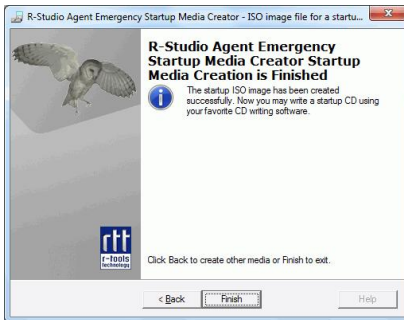 R-Studio Agent Emergency Startup Media Creator - ISO image file for a startu...
R-Studio Agent Emergency
Startup Media Creator Startup
Media Creation is Finished
The startup ISO image has been created
successfully. Now you may write a startup CD using
your favorite CD writing software.
rtt
r-tools
technology
Click Back to create other media or Finish to exit.
< Back
Finish
Help